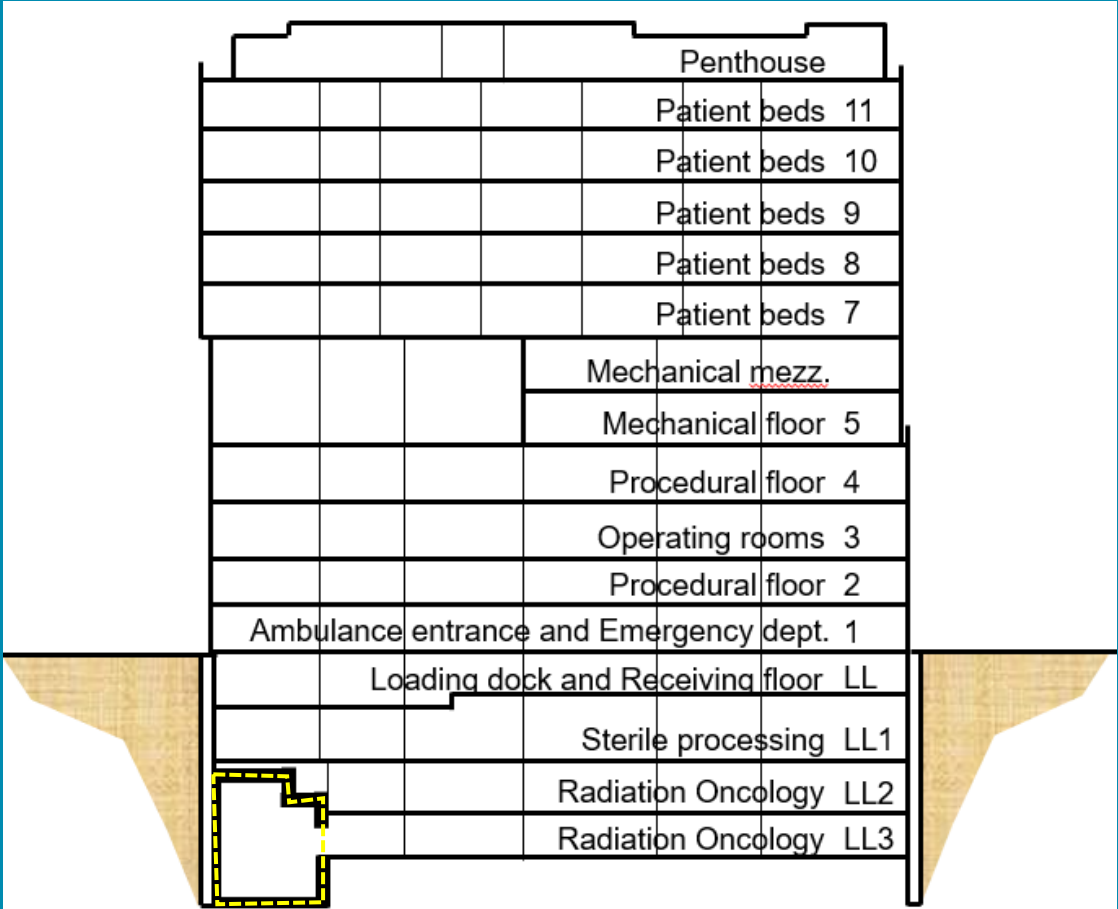 Penthouse
Patient beds 11
Patient beds 10
Patient beds 9
Patient beds 8
Patient beds 7
Mechanical mezz.
Mechanical floor 5
Procedural floor 4
Operating rooms 3
Procedural floor 2
Ambulance entrance and Emergency dept. 1
Loading dock and Receiving floor LL
Sterile processing LL1
Radiation Oncology LL2
Radiation Oncology LL3